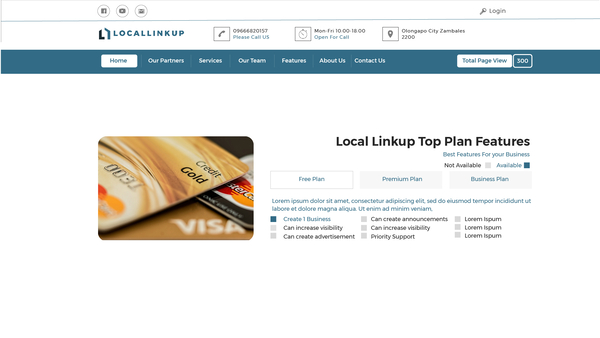 Login
LOCALLINKUP
09666820157
Please Call US
Mon Fri 10.00-18.00
Open For Call
Olongapo City Zambales
2200
Home
Our Partners
Services
Our Team
Features
About Us
Contact Us
Total Page View
300
Credit
Gold
VISA
Local Linkup Top Plan Features
Best Features For your Business
Not Available
Available
Free Plan
Premium Plan
Business Plan
Lorem ipsum dolor sit amet, consectetur adipiscing elit, sed do eiusmod tempor incididunt
ut labore et dolore magna aliqua. Ut enim ad minim veniam,
Create 1 Business
Can create announcements
Lorem Ispum
Can increase visibility
Can increase visibility
Lorem Ispum
Can create advertisement
Priority Support
Lorem Ispum